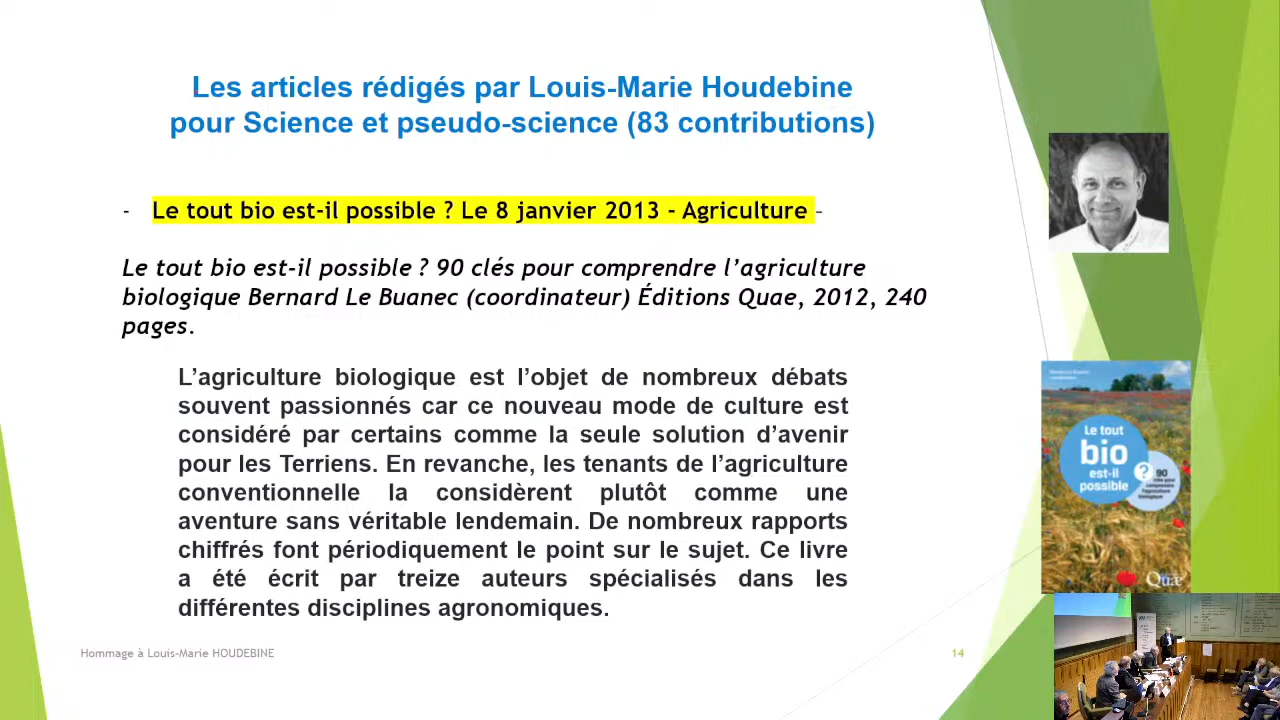 Les articles rédigés par Louis-Marie Houdebine
pour Science et pseudo-science (83 contributions)
- Le tout bio est-il possible ? Le 8 janvier 2013 - Agriculture –
Le tout bio est-il possible ? 90 clés pour comprendre l’agriculture
biologique Bernard Le Buanec (coordinateur) Éditions Quae, 2012, 240
pages.
L’agriculture biologique est l’objet de nombreux débats
souvent passionnés car ce nouveau mode de culture est
considéré par certains comme la seule solution d’avenir
pour les Terriens. En revanche, les tenants de l’agriculture
conventionnelle la considèrent plutôt comme une
aventure sans véritable lendemain. De nombreux rapports
chiffrés font périodiquement le point sur le sujet. Ce livre
a été écrit par treize auteurs spécialisés dans les
différentes disciplines agronomiques.
Le tout
bio
est-il
possible
?
90
clés pour
comprendre
l'agriculture
biologique
Quæ
Hommage à Louis-Marie HOUDEBINE
14